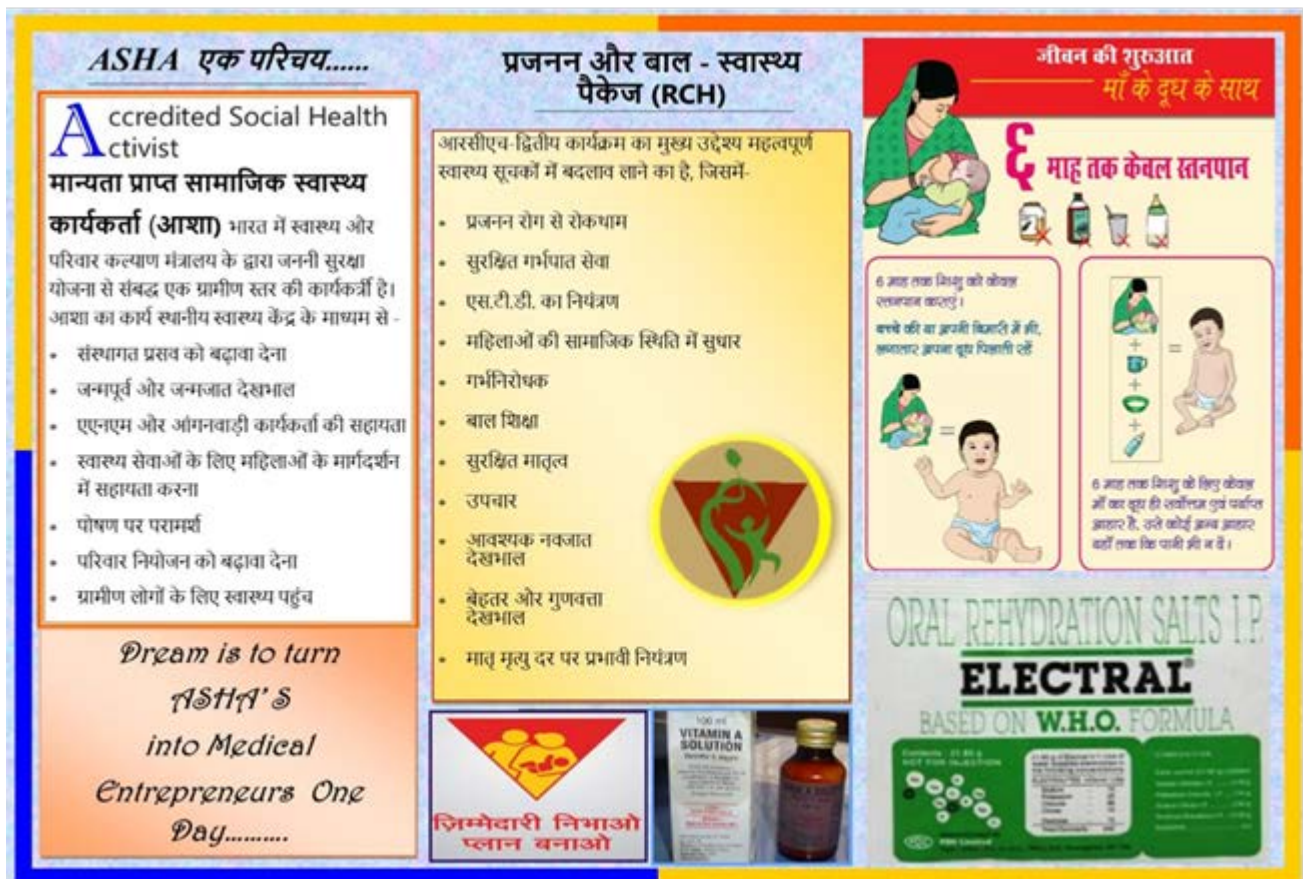 ASHA एक परिचय......
Accredited Social Health
Activist
मान्यता प्राप्त सामाजिक स्वास्थ्य
कार्यकर्ता (आशा) भारत में स्वास्थ्य और
परिवार कल्याण मंत्रालय के द्वारा जननी सुरक्षा
योजना से संबद्ध एक ग्रामीण स्तर की कार्यकर्त्री है।
आशा का कार्य स्थानीय स्वास्थ्य केंद्र के माध्यम से -
• संस्थागत प्रसव को बढ़ावा देना
• जन्मपूर्व और जन्मजात देखभाल
• एएनएम और आंगनवाड़ी कार्यकर्ता की सहायता
• स्वास्थ्य सेवाओं के लिए महिलाओं के मार्गदर्शन
में सहायता करना
• पोषण पर परामर्श
• परिवार नियोजन को बढ़ावा देना
• ग्रामीण लोगों के लिए स्वास्थ्य पहुंच
Dream is to turn
ASHA'S
into Medical
Entrepreneurs One
Day..........
प्रजनन और बाल - स्वास्थ्य
पैकेज (RCH)
आरसीएच-द्वितीय कार्यक्रम का मुख्य उद्देश्य महत्वपूर्ण
स्वास्थ्य सूचकों में बदलाव लाने का है, जिसमें-
• प्रजनन रोग से रोकथाम
• सुरक्षित गर्भपात सेवा
• एस.टी.डी. का नियंत्रण
• महिलाओं की सामाजिक स्थिति में सुधार
• गर्भनिरोधक
• बाल शिक्षा
• सुरक्षित मातृत्व
• उपचार
• आवश्यक नवजात
देखभाल
• बेहतर और गुणवत्ता
देखभाल
• मातृ मृत्यु दर पर प्रभावी नियंत्रण
ज़िम्मेदारी निभाओ
प्लान बनाओ
100 ml
VITAMIN A
SOLUTION
जीवन की शुरुआत
माँ के दूध के साथ
६ माह तक केवल स्तनपान
6 माह तक शिशु को केवल
स्तनपान कराएं।
बच्चे की या अपनी बिमारी में भी,
लगातार अपना दूध पिलाती रहें
6 माह तक शिशु के लिए केवल
माँ का दूध ही सर्वोत्तम एवं पर्याप्त
आहार है, उसे कोई अन्य आहार
यहाँ तक कि पानी भी न दें।
ORAL REHYDRATION SALTS I.P.
ELECTRAL®
BASED ON W.H.O. FORMULA
NOT FOR INJECTION
FDC Limited